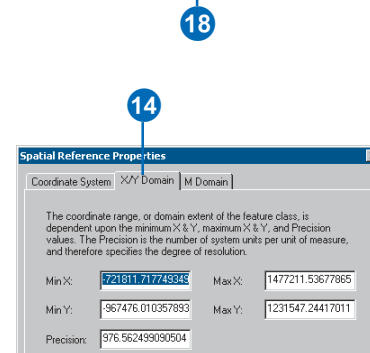 18
14
Spatial Reference Properties
Coordinate System X/Y Domain M Domain
The coordinate range, or domain extent of the feature class, is
dependent upon the minimum X & Y, maximum X & Y, and Precision
values. The Precision is the number of system units per unit of measure,
and therefore specifies the degree of resolution.
Min X: -721811.717749349 Max X: 1477211.53677865
Min Y: -967476.010357893 Max Y: 1231547.24417011
Precision: 976.562499090504